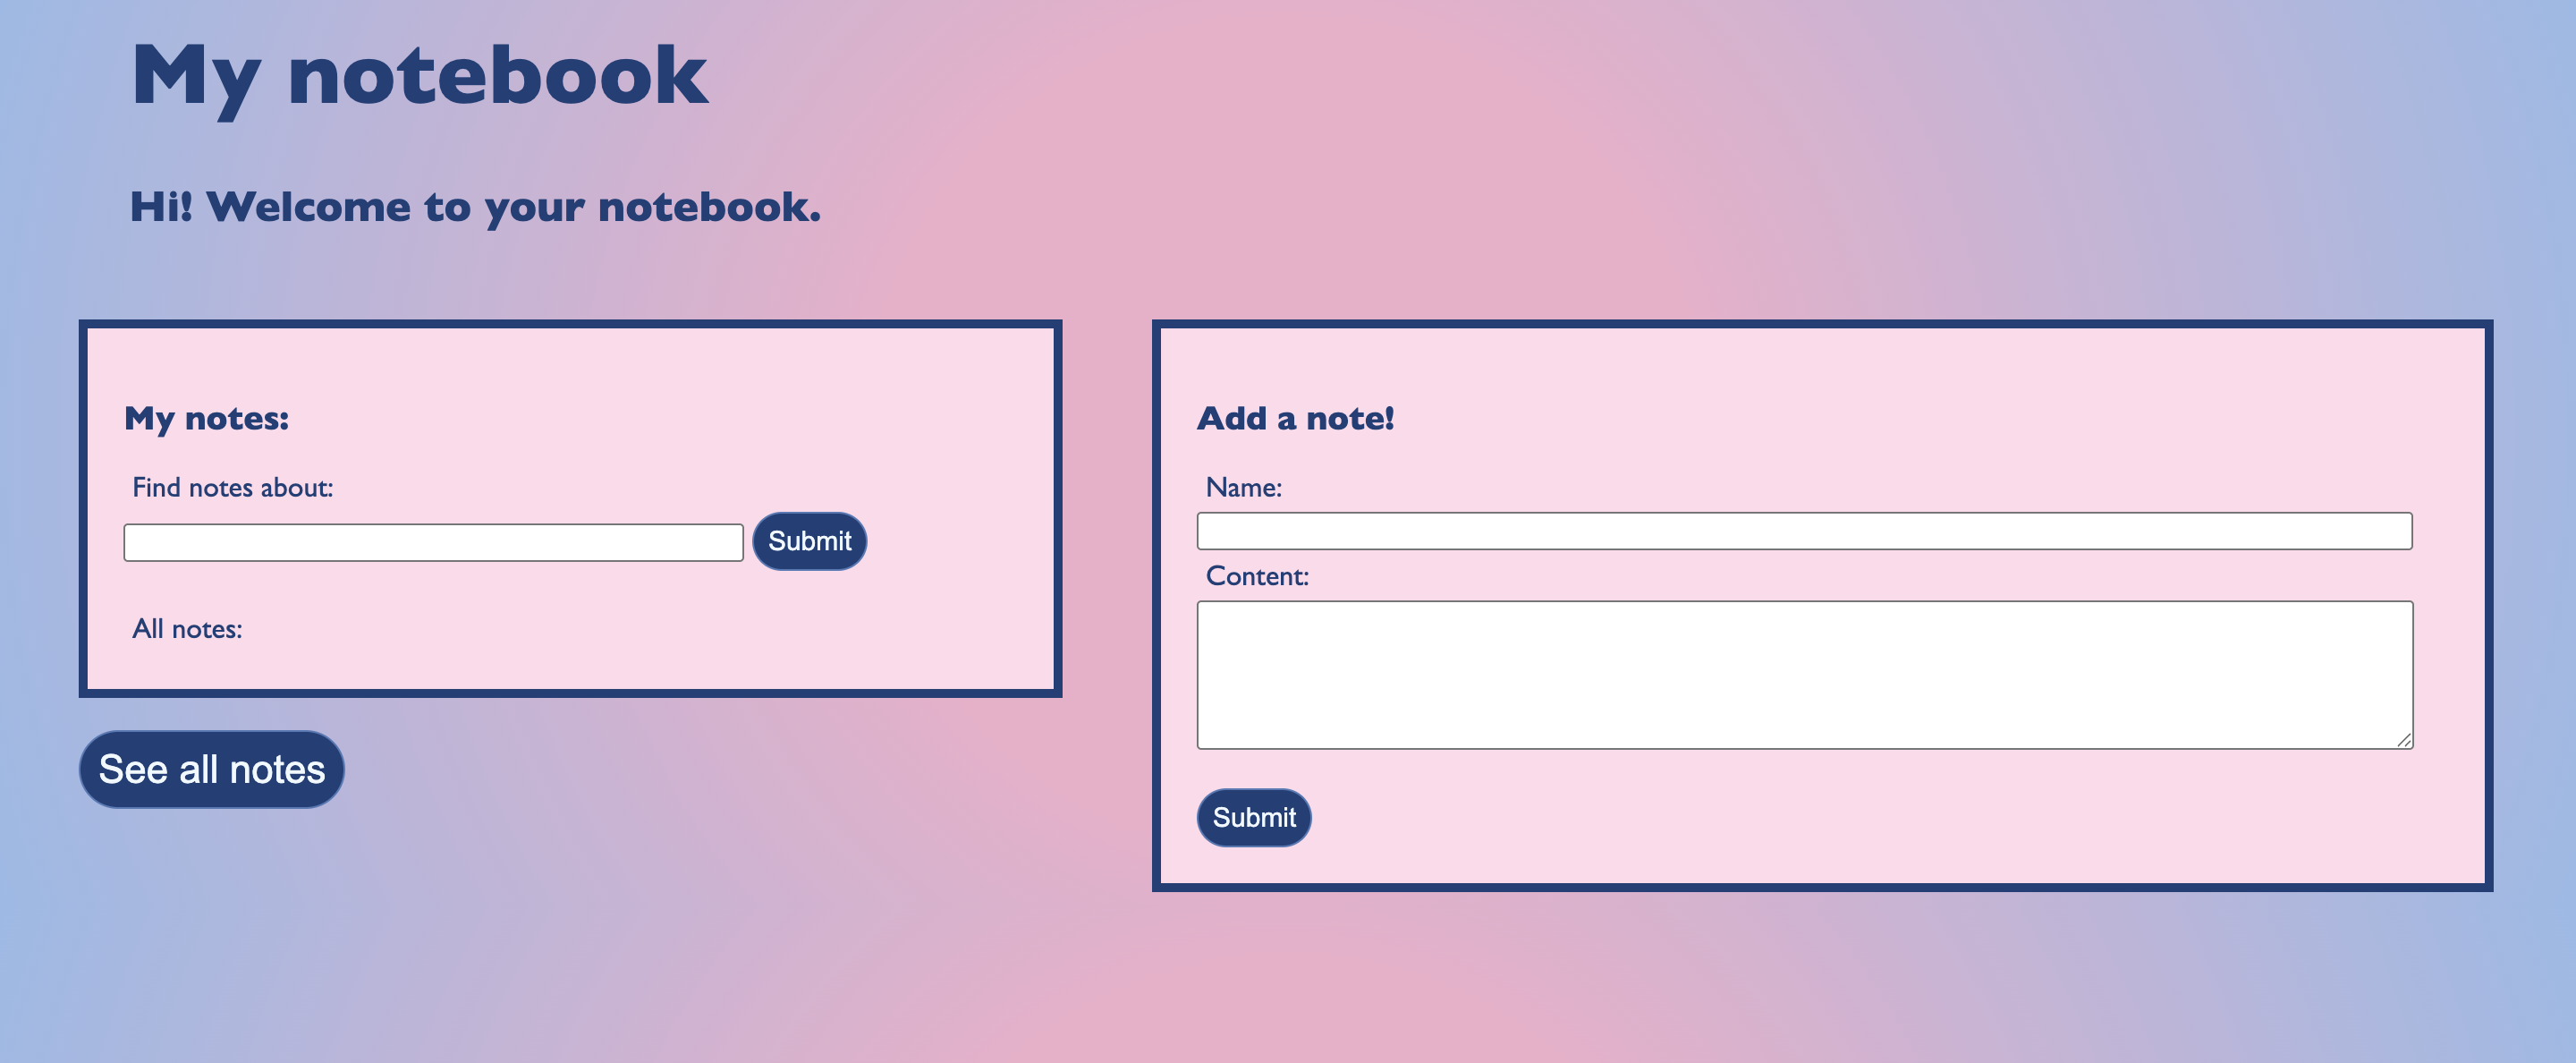 My notebook
Hi! Welcome to your notebook.
My notes:
Find notes about:
Submit
All notes:
See all notes
Add a note!
Name:
Content:
Submit